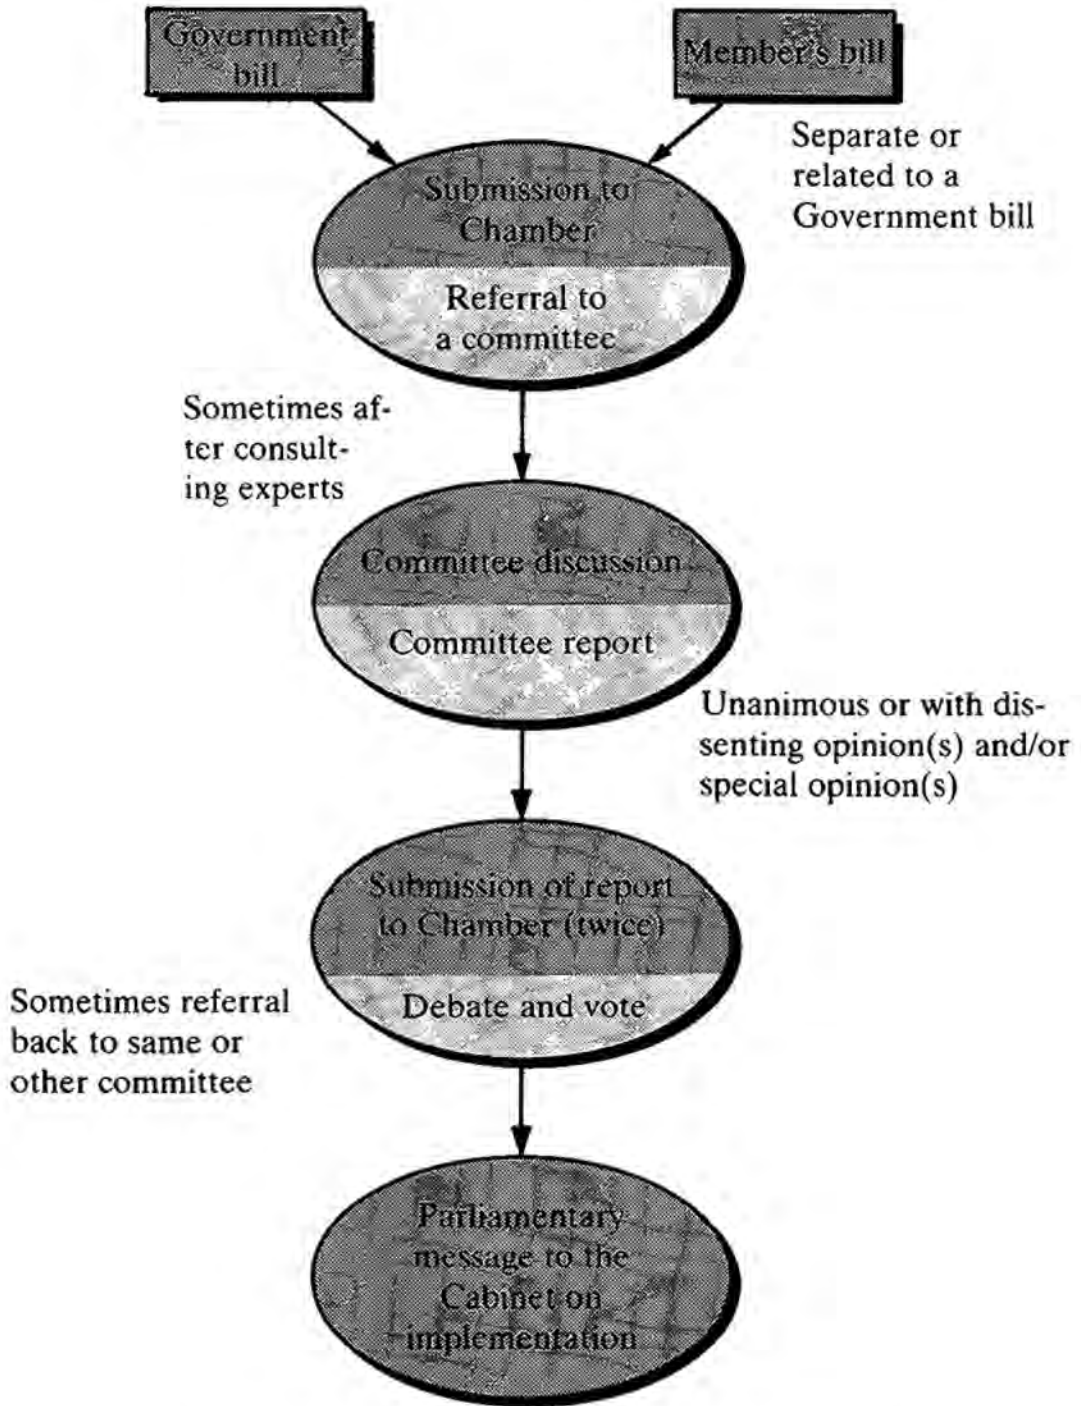 Government
bill
Member's bill
Separate or
related to a
Government bill
Submission to
Chamber
Referral to
a committee
Sometimes af-
ter consult-
ing experts
Committee discussion
Committee report
Unanimous or with dis-
senting opinion(s) and/or
special opinion(s)
Submission of report
to Chamber (twice)
Debate and vote
Sometimes referral
back to same or
other committee
Parliamentary
message to the
Cabinet on
implementation